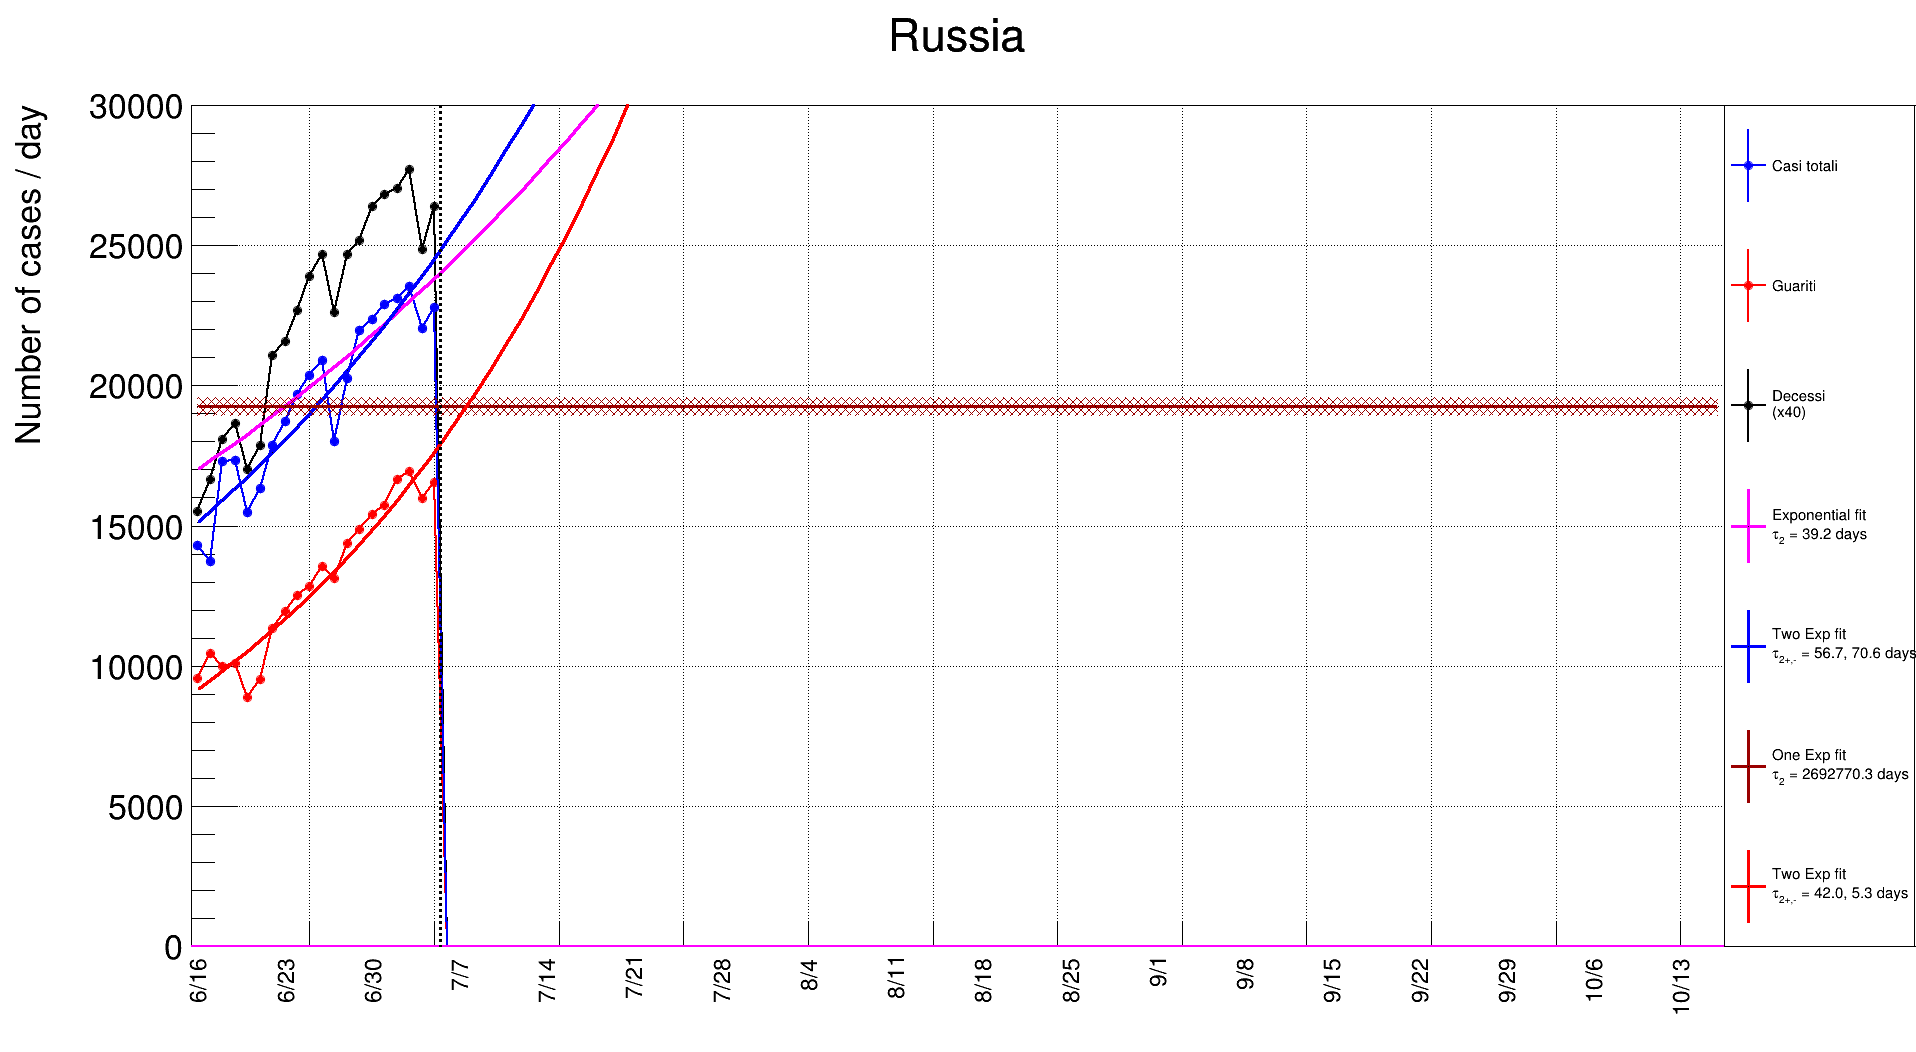 Russia
Number of cases / day
30000
25000
20000
15000
10000
5000
0
6/16
6/23
6/30
7/7
7/14
7/21
7/28
8/4
8/11
8/18
8/25
9/1
9/8
9/15
9/22
9/29
10/6
10/13
Casi totali
Guariti
Decessi
(x40)
Exponential fit
τ2 = 39.2 days
Two Exp fit
τ2+,- = 56.7, 70.6 days
One Exp fit
τ2 = 2692770.3 days
Two Exp fit
τ2+,- = 42.0, 5.3 days